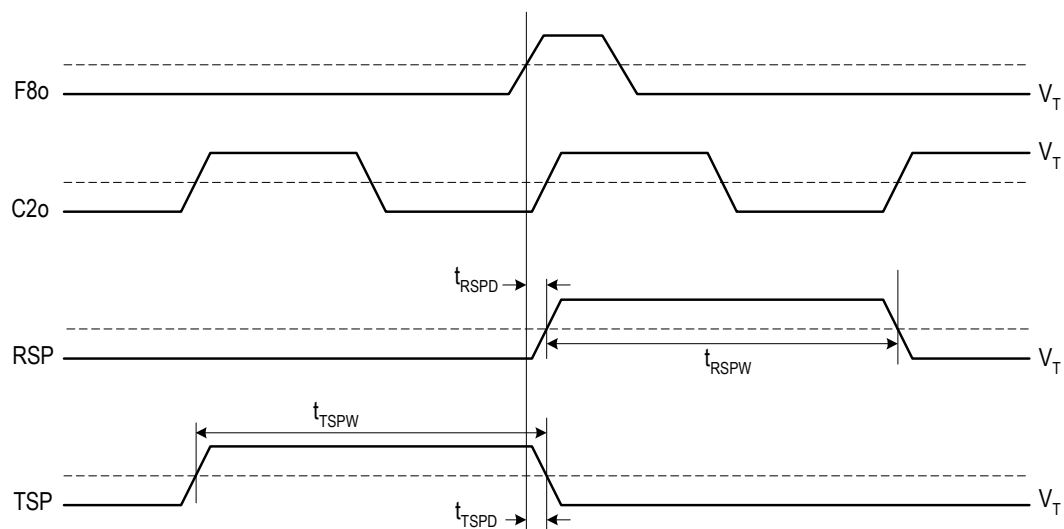 F8o
V_T
V_T
C2o
t_RSPD
RSP
t_RSPW
V_T
t_TSPW
TSP
t_TSPD
V_T